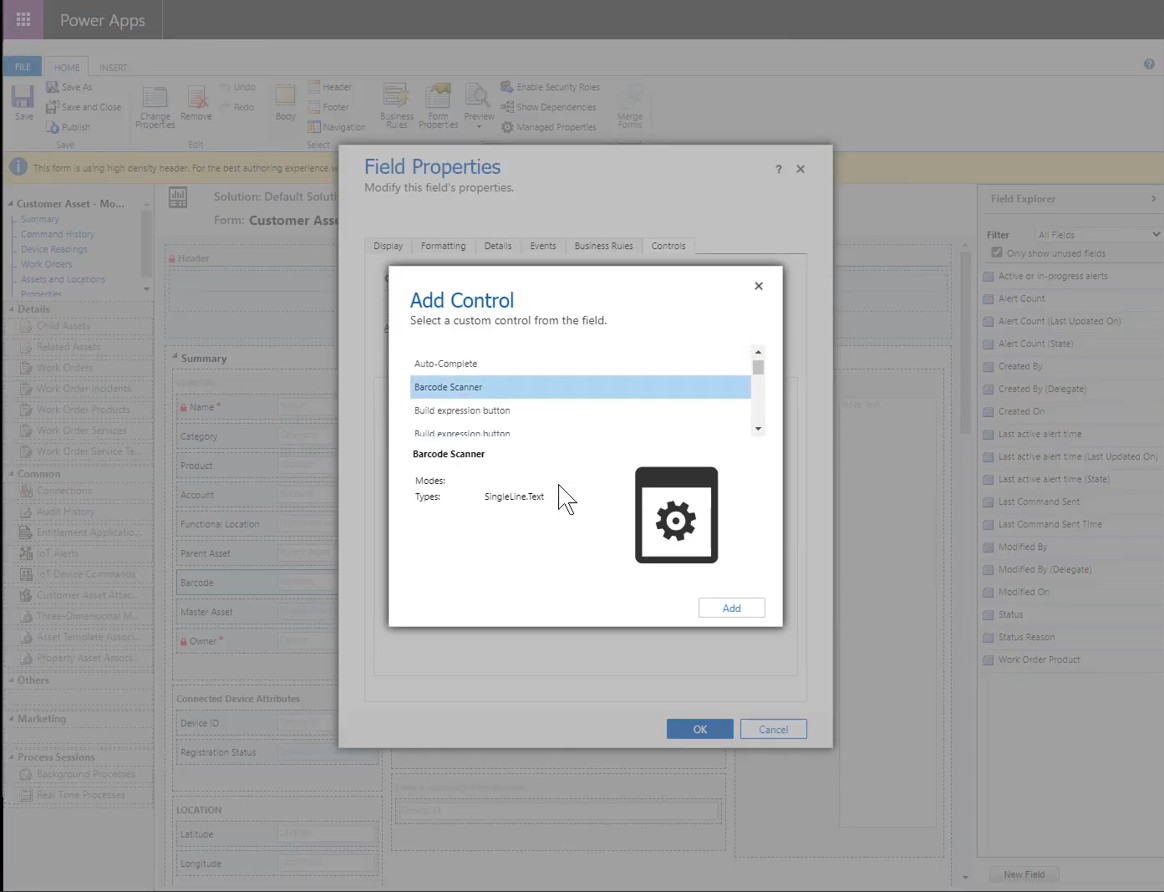 Power Apps
FILE
HOME
INSERT
Save
Save As
Save and Close
Publish
Save
Change Properties
Remove
Undo
Redo
Edit
Body
Header
Footer
Navigation
Select
Business Rules
Form Properties
Preview
Enable Security Roles
Show Dependencies
Managed Properties
Merge Forms
This form is using high density header. For the best authoring experience
Customer Asset - Mo...
Summary
Command History
Device Readings
Work Orders
Assets and Locations
Properties
Details
Child Assets
Related Assets
Work Orders
Work Order Incidents
Work Order Products
Work Order Services
Work Order Service Ta...
Common
Connections
Audit History
Entitlement Applicatio...
IoT Alerts
IoT Device Commands
Customer Asset Attac...
Three-Dimensional M...
Asset Template Associ...
Property Asset Associ...
Others
Marketing
Process Sessions
Background Processes
Real Time Processes
Solution: Default Soluti
Form: Customer Asse
Header
Summary
Name *
Category
Product
Account
Functional Location
Parent Asset
Barcode
Master Asset
Owner *
Connected Device Attributes
Device ID
Registration Status
LOCATION
Latitude
Longitude
Field Properties
Modify this field's properties.
?
Display
Formatting
Details
Events
Business Rules
Controls
Add Control
Select a custom control from the field.
Auto-Complete
Barcode Scanner
Build expression button
Build expression button
Barcode Scanner
Modes:
Types: SingleLine.Text
Add
OK
Cancel
Field Explorer
Filter All Fields
Only show unused fields
Active or in-progress alerts
Alert Count
Alert Count (Last Updated On)
Alert Count (State)
Created By
Created By (Delegate)
Created On
Last active alert time
Last active alert time (Last Updated On)
Last active alert time (State)
Last Command Sent
Last Command Sent Time
Modified By
Modified By (Delegate)
Modified On
Status
Status Reason
Work Order Product
New Field